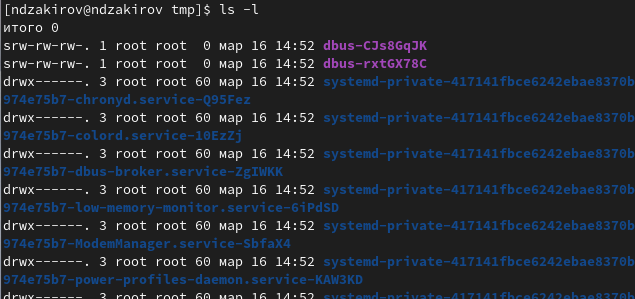 [ndzakirov@ndzakirov tmp]$ ls -l
итого 0
srw-rw-rw-. 1 root root  0 мар 16 14:52 dbus-CJs8GqJK
srw-rw-rw-. 1 root root  0 мар 16 14:52 dbus-rxtGX78C
drwx------. 3 root root 60 мар 16 14:52 systemd-private-417141fbce6242ebae8370b
974e75b7-chronyd.service-Q95Fez
drwx------. 3 root root 60 мар 16 14:52 systemd-private-417141fbce6242ebae8370b
974e75b7-colord.service-10EzZj
drwx------. 3 root root 60 мар 16 14:52 systemd-private-417141fbce6242ebae8370b
974e75b7-dbus-broker.service-ZgIWKK
drwx------. 3 root root 60 мар 16 14:52 systemd-private-417141fbce6242ebae8370b
974e75b7-low-memory-monitor.service-6iPdSD
drwx------. 3 root root 60 мар 16 14:52 systemd-private-417141fbce6242ebae8370b
974e75b7-ModemManager.service-SbfaX4
drwx------. 3 root root 60 мар 16 14:52 systemd-private-417141fbce6242ebae8370b
974e75b7-power-profiles-daemon.service-KAW3KD